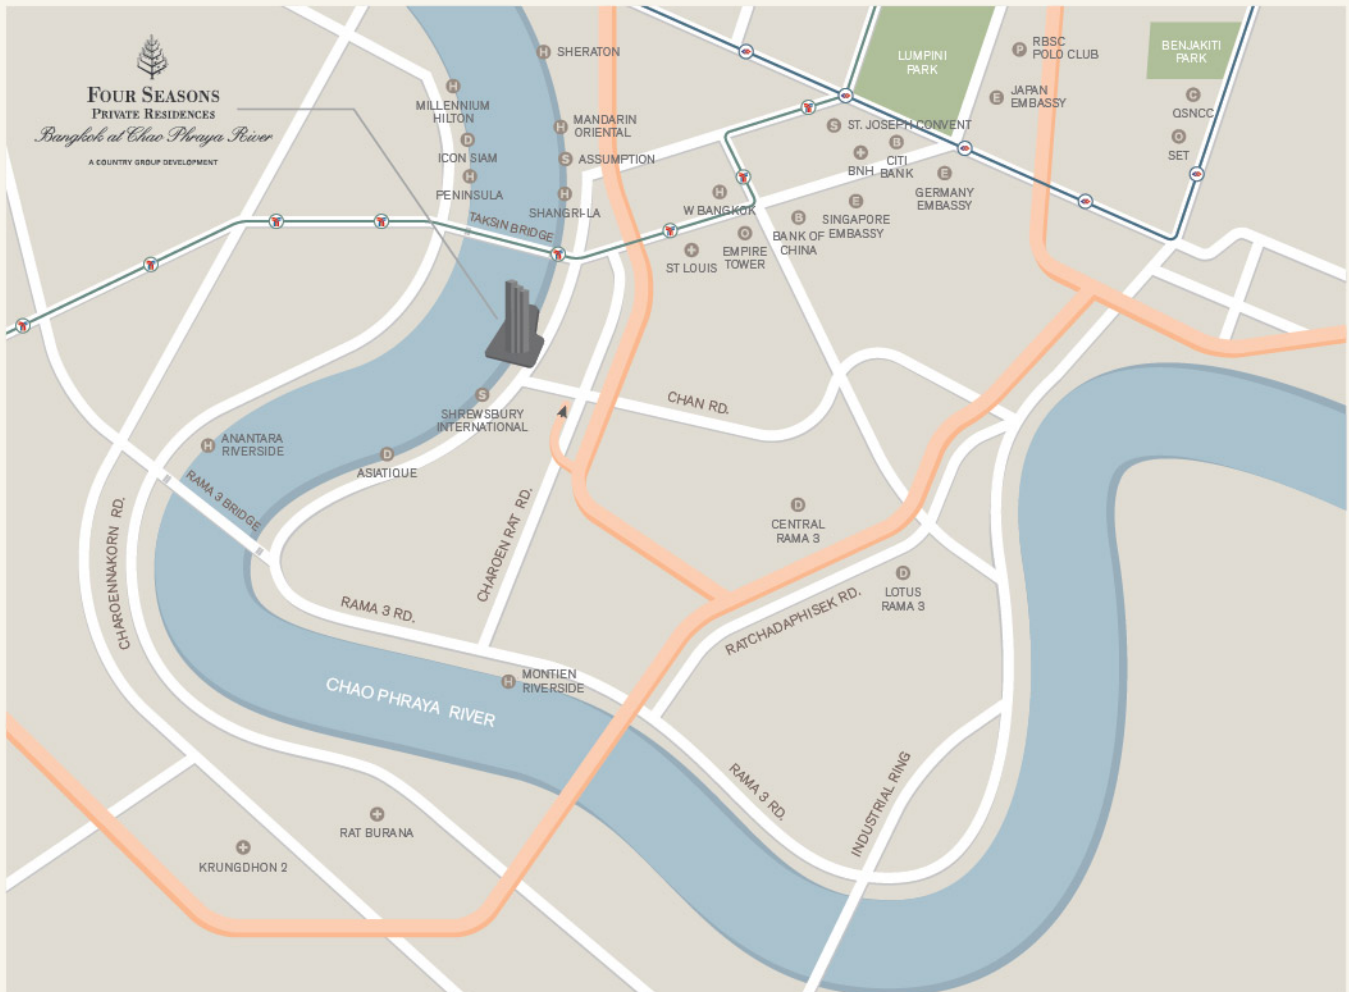 FOUR SEASONS
PRIVATE RESIDENCES
Bangkok at Chao Phraya River
A COUNTRY GROUP DEVELOPMENT
H SHERATON
H
MILLENNIUM
HILTON
H MANDARIN
ORIENTAL
D
ICON SIAM
S ASSUMPTION
H
PENINSULA
H
SHANGRI-LA
TAKSIN BRIDGE
LUMPINI
PARK
P RBSC
POLO CLUB
BENJAKITI
PARK
E JAPAN
EMBASSY
C
QSNCC
O
SET
S ST. JOSEPH CONVENT
BNH
B
CITI
BANK
E
GERMANY
EMBASSY
H
W BANGKOK
E
SINGAPORE
EMBASSY
B
BANK OF
CHINA
O
EMPIRE
TOWER
ST LOUIS
S
SHREWSBURY
INTERNATIONAL
CHAN RD.
H ANANTARA
RIVERSIDE
D
ASIATIQUE
RAMA 3 BRIDGE
CHAROENNAKORN RD.
CHAROEN RAT RD.
D
CENTRAL
RAMA 3
D
LOTUS
RAMA 3
RAMA 3 RD.
RATCHADAPHISEK RD.
H MONTIEN
RIVERSIDE
CHAO PHRAYA RIVER
RAMA 3 RD.
INDUSTRIAL RING
RAT BURANA
KRUNGDHON 2